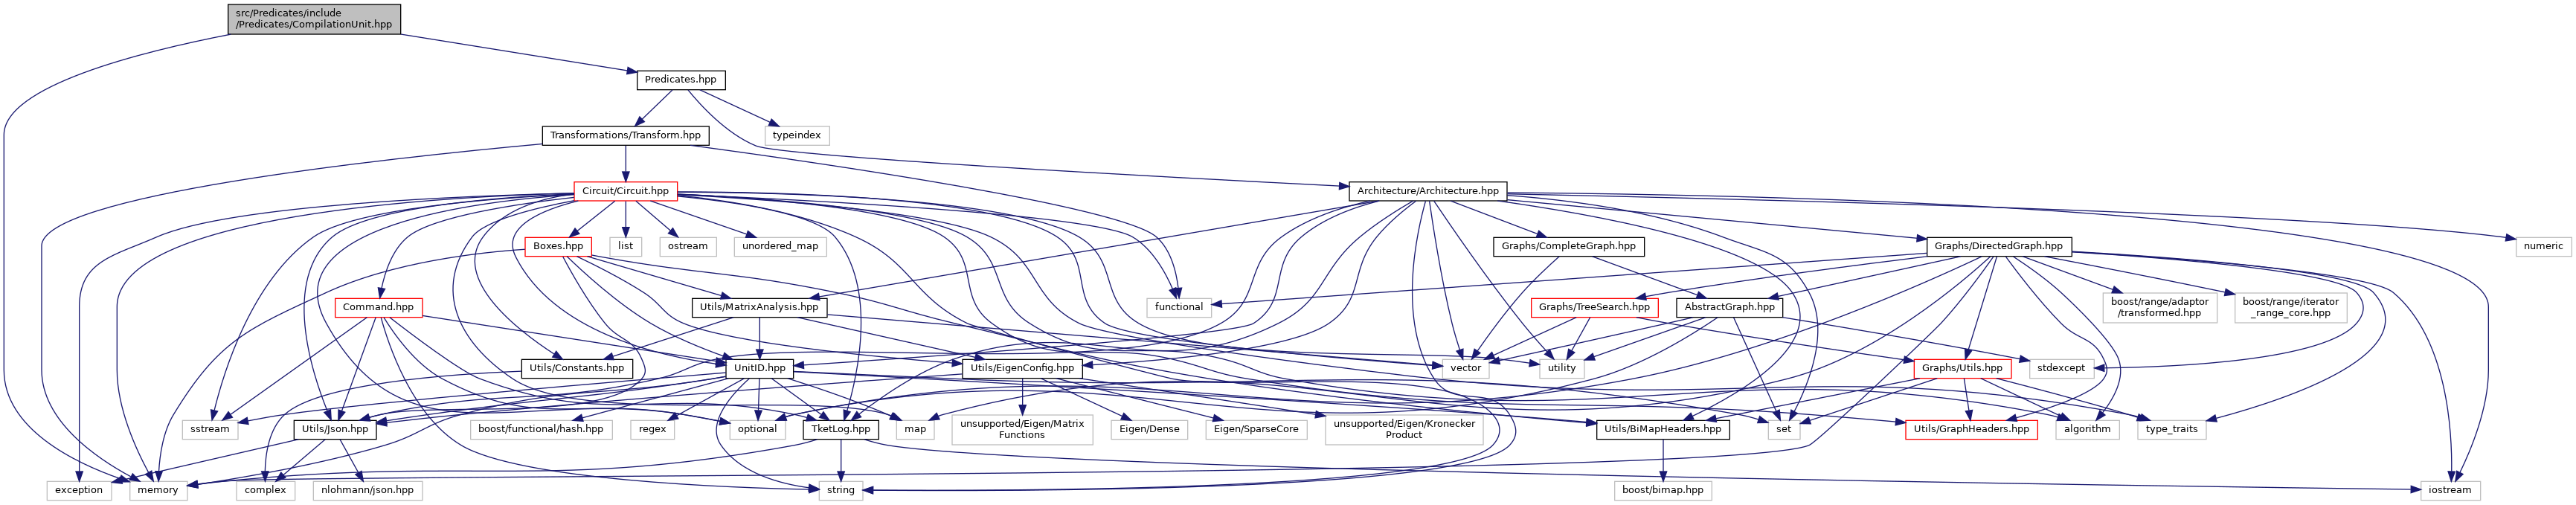 src/Predicates/include
/Predicates/CompilationUnit.hpp
Predicates.hpp
Transformations/Transform.hpp
typeindex
Circuit/Circuit.hpp
Architecture/Architecture.hpp
Boxes.hpp
list
ostream
unordered_map
Graphs/CompleteGraph.hpp
Graphs/DirectedGraph.hpp
numeric
Command.hpp
Utils/MatrixAnalysis.hpp
functional
Graphs/TreeSearch.hpp
AbstractGraph.hpp
boost/range/adaptor
/transformed.hpp
boost/range/iterator
_range_core.hpp
Utils/Constants.hpp
UnitID.hpp
Utils/EigenConfig.hpp
vector
utility
Graphs/Utils.hpp
stdexcept
sstream
Utils/Json.hpp
boost/functional/hash.hpp
regex
optional
TketLog.hpp
map
unsupported/Eigen/Matrix
Functions
Eigen/Dense
Eigen/SparseCore
unsupported/Eigen/Kronecker
Product
Utils/BiMapHeaders.hpp
set
Utils/GraphHeaders.hpp
algorithm
type_traits
exception
memory
complex
nlohmann/json.hpp
string
boost/bimap.hpp
iostream